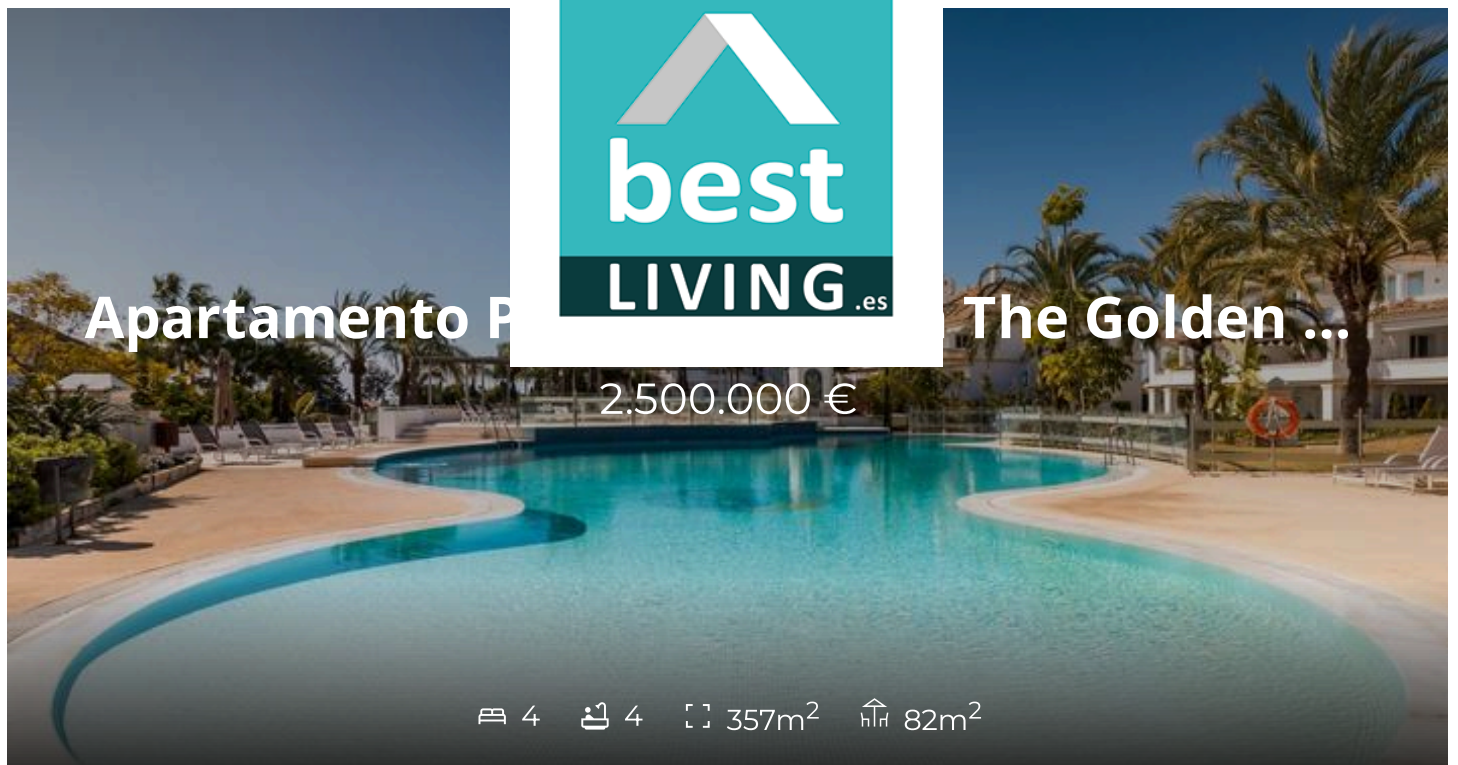 best
LIVING.es
Apartamento The Golden ...
2.500.000 €
4 4 357m² 82m²